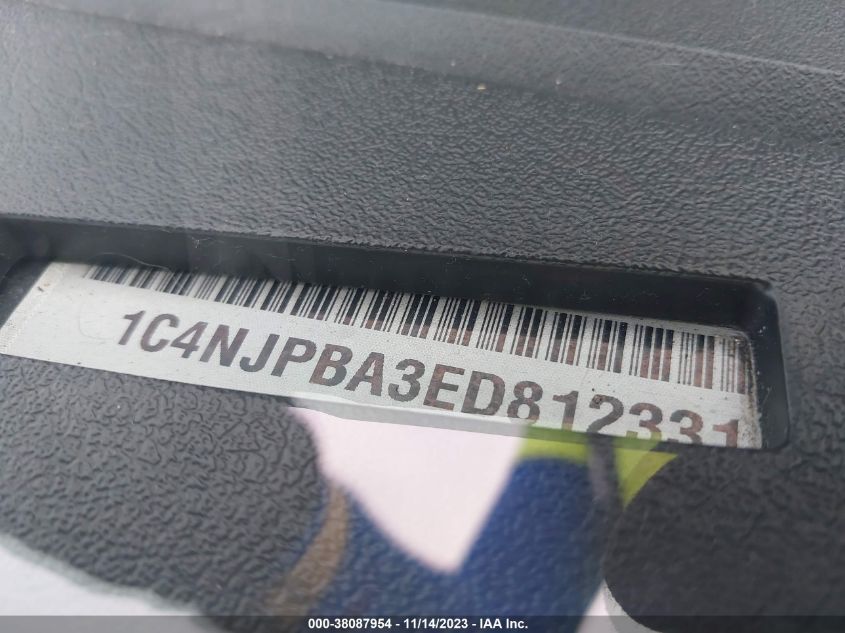 1C4NJPBA3ED812331
000-38087954 - 11/14/2023 - IAA Inc.